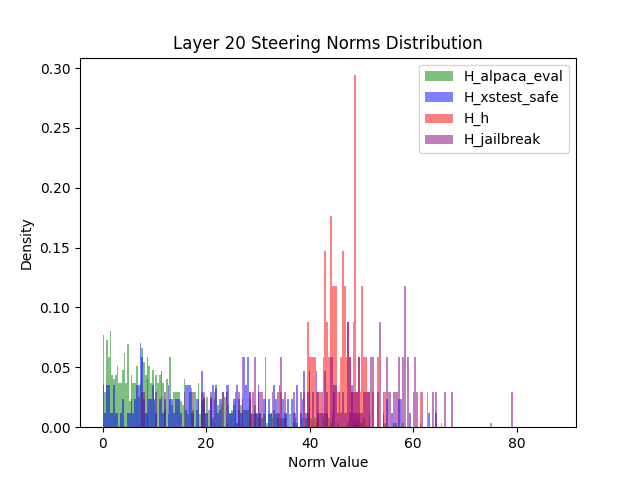 Layer 20 Steering Norms Distribution
H_alpaca_eval
H_xstest_safe
H_h
H_jailbreak
0.30
0.25
0.20
0.15
0.10
0.05
0.00
Density
0 20 40 60 80
Norm Value